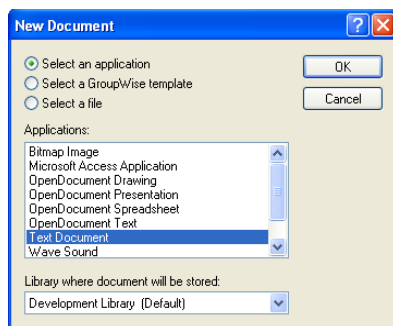 New Document
Select an application
OK
Select a GroupWise template
Cancel
Select a file
Applications:
Bitmap Image
Microsoft Access Application
OpenDocument Drawing
OpenDocument Presentation
OpenDocument Spreadsheet
OpenDocument Text
Text Document
Wave Sound
Library where document will be stored:
Development Library (Default)